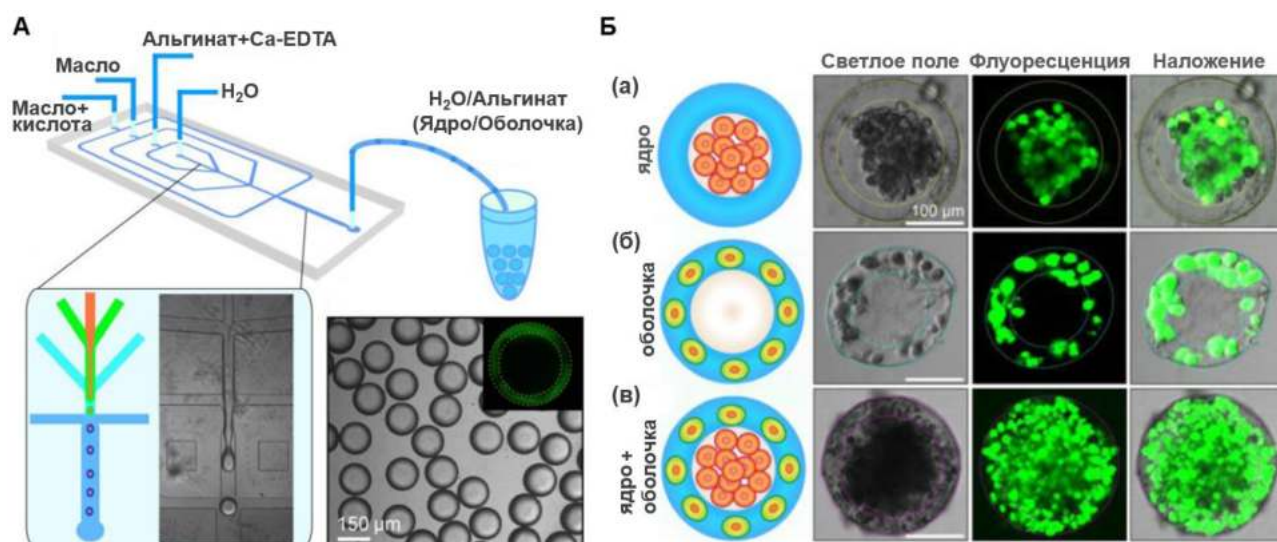 А
Альгинат+Ca-EDTA
Масло
Масло+
кислота
H₂O
H₂O/Альгинат
(Ядро/Оболочка)
150 µm
Б
Светлое поле Флуоресценция Наложение
(а)
ядро
100 µm
(б)
оболочка
(в)
ядро +
оболочка